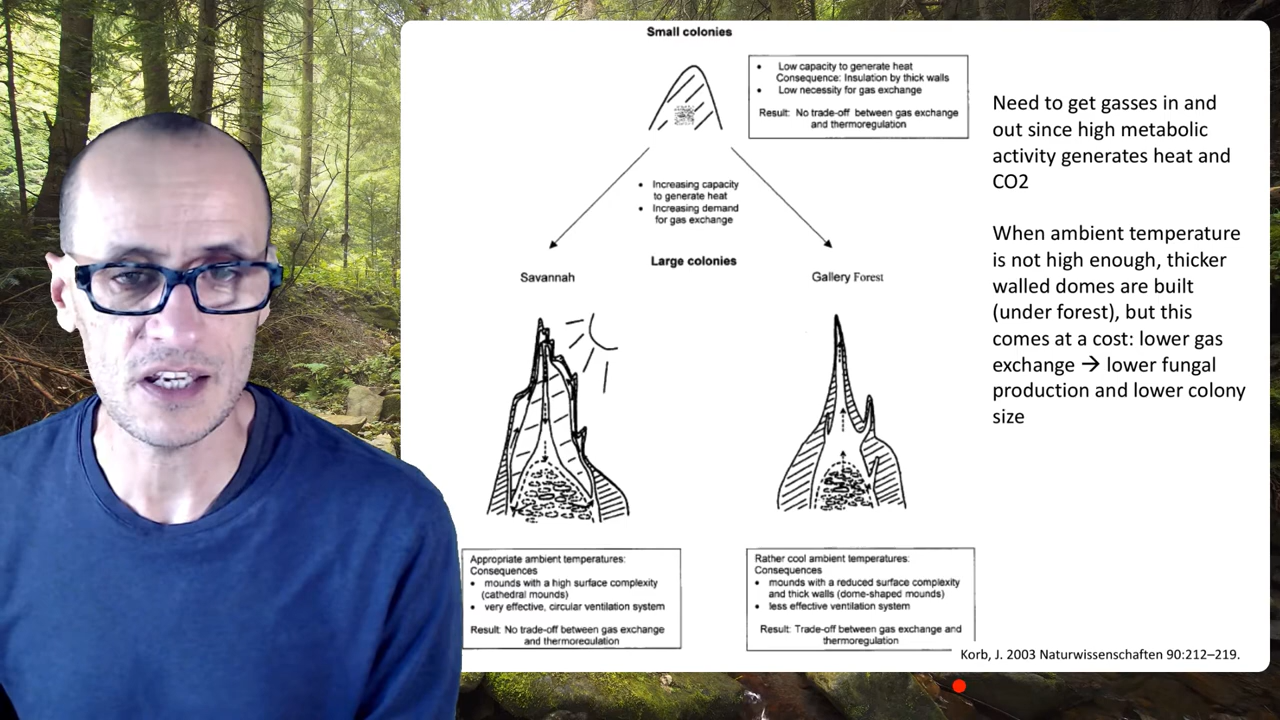 Small colonies
• Low capacity to generate heat
Consequence: Insulation by thick walls
• Low necessity for gas exchange
Result: No trade-off between gas exchange
and thermoregulation
• Increasing capacity
to generate heat
• Increasing demand
for gas exchange
Large colonies
Savannah
Gallery Forest
Appropriate ambient temperatures:
Consequences
• mounds with a high surface complexity
(cathedral mounds)
• very effective, circular ventilation system
Result: No trade-off between gas exchange
and thermoregulation
Rather cool ambient temperatures:
Consequences
• mounds with a reduced surface complexity
and thick walls (dome-shaped mounds)
• less effective ventilation system
Result: Trade-off between gas exchange and
thermoregulation
Need to get gasses in and
out since high metabolic
activity generates heat and
CO2
When ambient temperature
is not high enough, thicker
walled domes are built
(under forest), but this
comes at a cost: lower gas
exchange → lower fungal
production and lower colony
size
Korb, J. 2003 Naturwissenschaften 90:212–219.